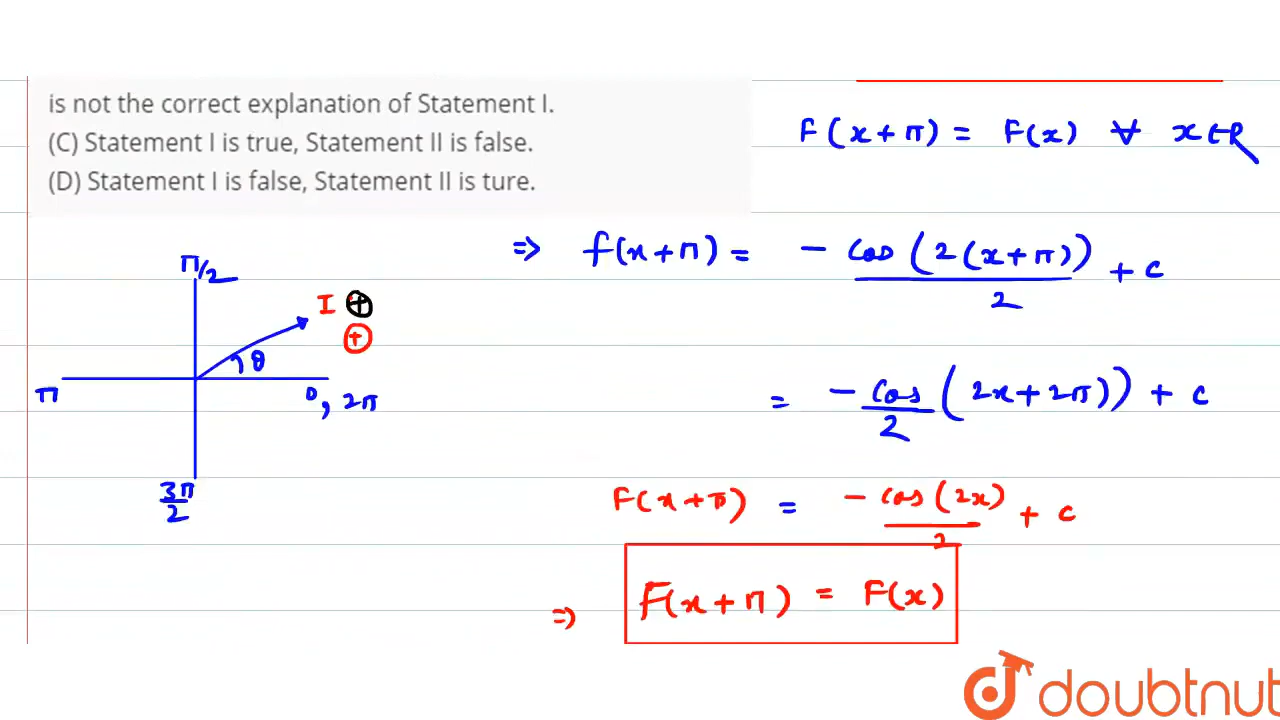 is not the correct explanation of Statement I.
(C) Statement I is true, Statement II is false.
(D) Statement I is false, Statement II is ture.
F(x+π) = F(x) ∀ x∈R
⇒ f(x+π) = - cos(2(x+π))/2 + c
= - cos/2 (2x+2π)) + c
F(x+π) = - cos(2x)/2 + c
⇒ F(x+π) = F(x)
π/2
I +
+
θ
π
0, 2π
3π/2
doubtnut